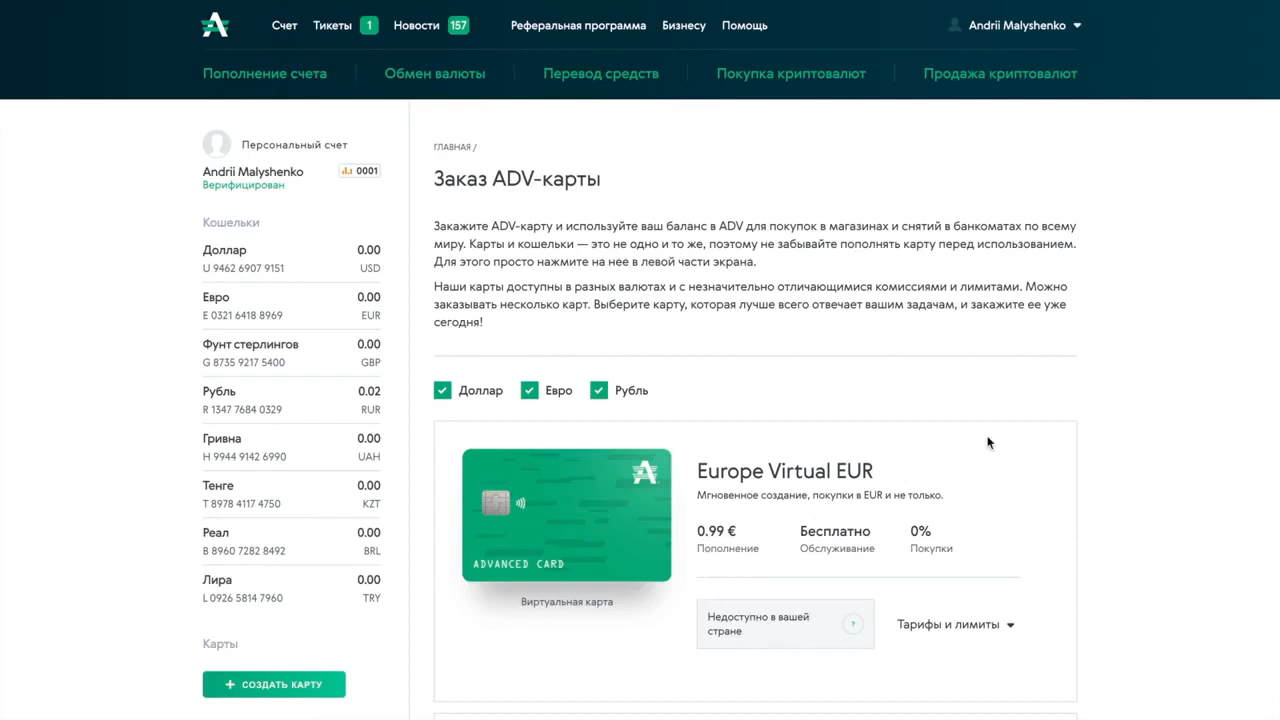 Счет Тикеты 1 Новости 157 Реферальная программа Бизнесу Помощь Andrii Malyshenko
Пополнение счета Обмен валюты Перевод средств Покупка криптовалют Продажа криптовалют
Персональный счет
Andrii Malyshenko 0001
Верифицирован
Кошельки
Доллар 0.00
U 9462 6907 9151 USD
Евро 0.00
E 0321 6418 8969 EUR
Фунт стерлингов 0.00
G 8735 9217 5400 GBP
Рубль 0.02
R 1347 7684 0329 RUR
Гривна 0.00
H 9944 9142 6990 UAH
Тенге 0.00
T 8978 4117 4750 KZT
Реал 0.00
B 8960 7282 8492 BRL
Лира 0.00
L 0926 5814 7960 TRY
Карты
+ СОЗДАТЬ КАРТУ
ГЛАВНАЯ /
Заказ ADV-карты
Закажите ADV-карту и используйте ваш баланс в ADV для покупок в магазинах и снятий в банкоматах по всему
миру. Карты и кошельки — это не одно и то же, поэтому не забывайте пополнять карту перед использованием.
Для этого просто нажмите на нее в левой части экрана.
Наши карты доступны в разных валютах и с незначительно отличающимися комиссиями и лимитами. Можно
заказывать несколько карт. Выберите карту, которая лучше всего отвечает вашим задачам, и закажите ее уже
сегодня!
Доллар Евро Рубль
ADVANCED CARD
Виртуальная карта
Europe Virtual EUR
Мгновенное создание, покупки в EUR и не только.
0.99 € Бесплатно 0%
Пополнение Обслуживание Покупки
Недоступно в вашей
стране ?
Тарифы и лимиты